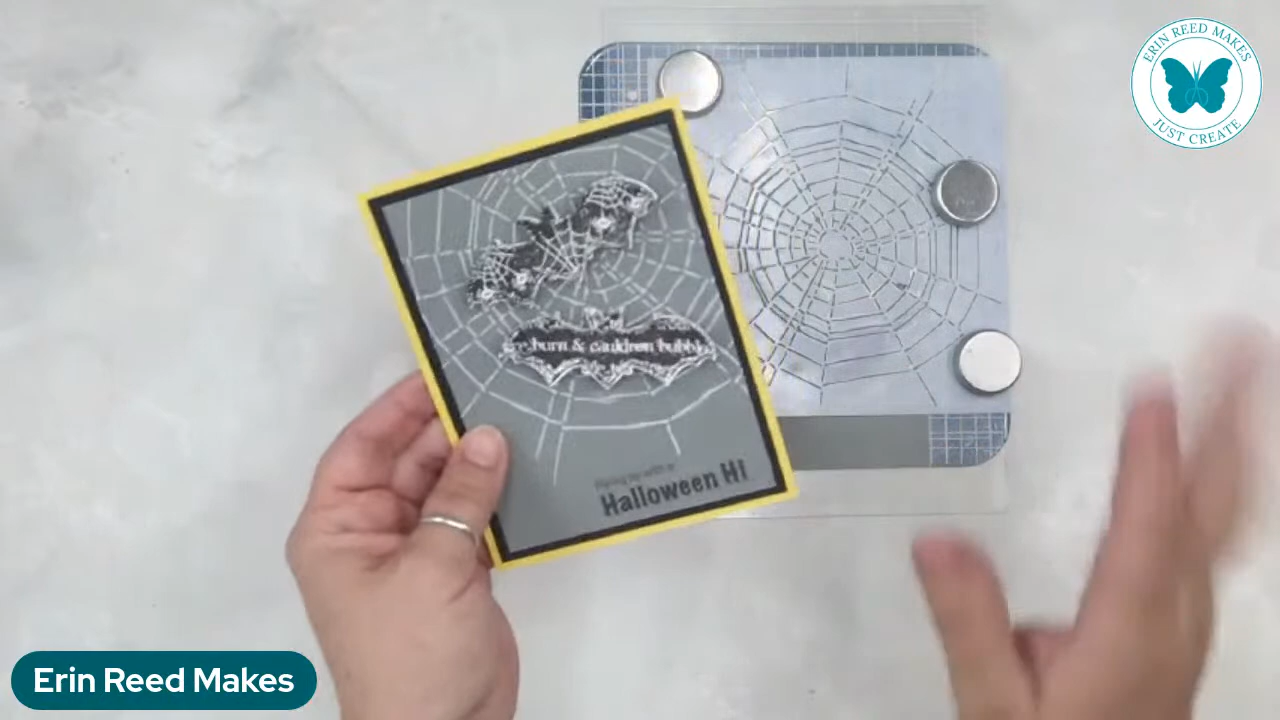 ERIN REED MAKES
JUST CREATE
burn & cauldron bubble
Halloween Hi
Erin Reed Makes